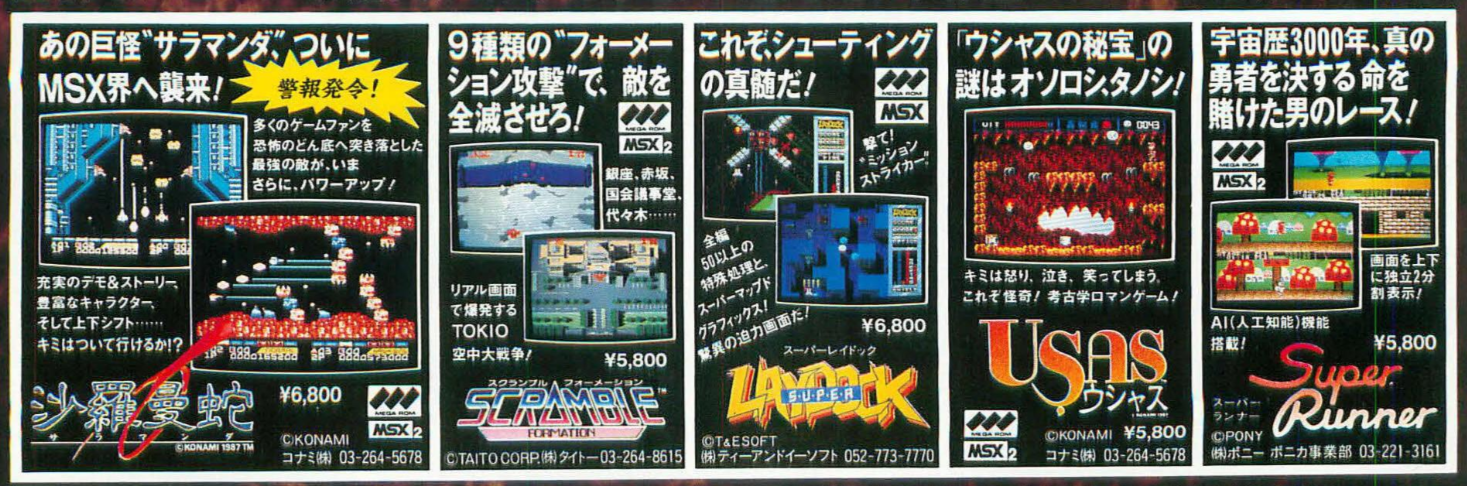 あの巨怪"サラマンダ"、ついに
MSX界へ襲来!
警報発令!
多くのゲームファンを
恐怖のどん底へ突き落とした
最強の敵が、いま
さらに、パワーアップ!
充実のデモ&ストーリー、
豊富なキャラクター、
そして上下シフト……
キミはついて行けるか!?
¥6,800
MEGA ROM
MSX 2
沙羅曼蛇
サラマンダ
©KONAMI 1987 TM
©KONAMI
コナミ(株) 03-264-5678
9種類の"フォーメー
ション攻撃"で、敵を
全滅させろ!
MEGA ROM
MSX 2
銀座、赤坂、
国会議事堂、
代々木……
リアル画面
で爆発する
TOKIO
空中大戦争!
¥5,800
スクランブル フォーメーション
SCRAMBLE™
FORMATION
©TAITO CORP.(株)タイトー03-264-8615
これぞ、シューティング
の真髄だ!
MEGA ROM
MSX
撃て!
"ミッション
ストライカー"
全編
50以上の
特殊処理と、
スーパーマップド
グラフィックス!
驚異の迫力画面だ!
¥6,800
スーパーレイドック
LAYDOCK
SUPER
©T&ESOFT
(株)ティーアンドイーソフト 052-773-7770
「ウシャスの秘宝」の
謎はオソロシ、タノシ!
0043
キミは怒り、泣き、笑ってしまう。
これぞ怪奇! 考古学ロマンゲーム!
USAS
ウシャス
MEGA ROM
MSX 2
©KONAMI ¥5,800
コナミ(株) 03-264-5678
宇宙歴3000年、真の
勇者を決する命を
賭けた男のレース!
MEGA ROM
MSX 2
画面を上下
に独立2分
割表示!
AI(人工知能)機能
搭載!
¥5,800
Super
Runner
スーパー
ランナー
©PONY
(株)ポニー ポニカ事業部 03-221-3161